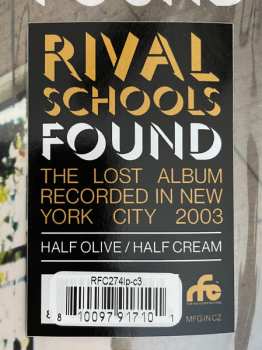 FOUND
RIVAL
SCHOOLS
FOUND
THE LOST ALBUM
RECORDED IN NEW
YORK CITY 2003
HALF OLIVE / HALF CREAM
RFC274lp-c3
8 10097 91710 1
rfc
MFG IN CZ